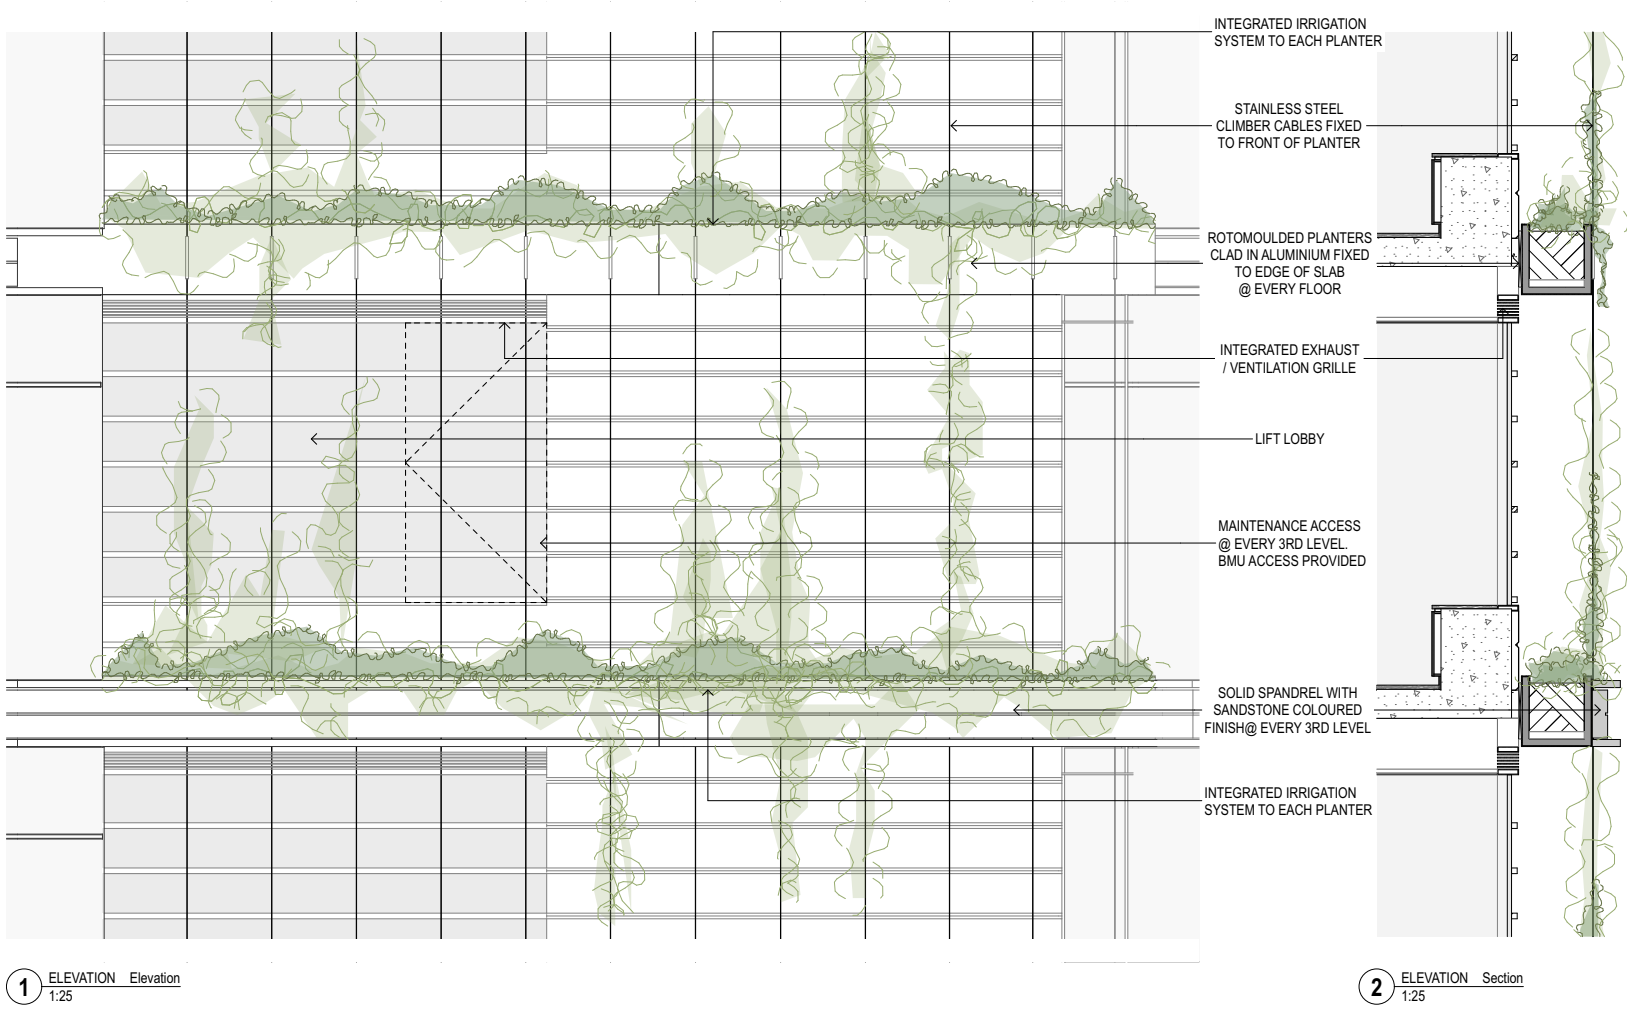 INTEGRATED IRRIGATION
SYSTEM TO EACH PLANTER
STAINLESS STEEL
CLIMBER CABLES FIXED
TO FRONT OF PLANTER
ROTOMOULDED PLANTERS
CLAD IN ALUMINIUM FIXED
TO EDGE OF SLAB
@ EVERY FLOOR
INTEGRATED EXHAUST
/ VENTILATION GRILLE
LIFT LOBBY
MAINTENANCE ACCESS
@ EVERY 3RD LEVEL.
BMU ACCESS PROVIDED
SOLID SPANDREL WITH
SANDSTONE COLOURED
FINISH@ EVERY 3RD LEVEL
INTEGRATED IRRIGATION
SYSTEM TO EACH PLANTER
1 ELEVATION Elevation
1:25
2 ELEVATION Section
1:25